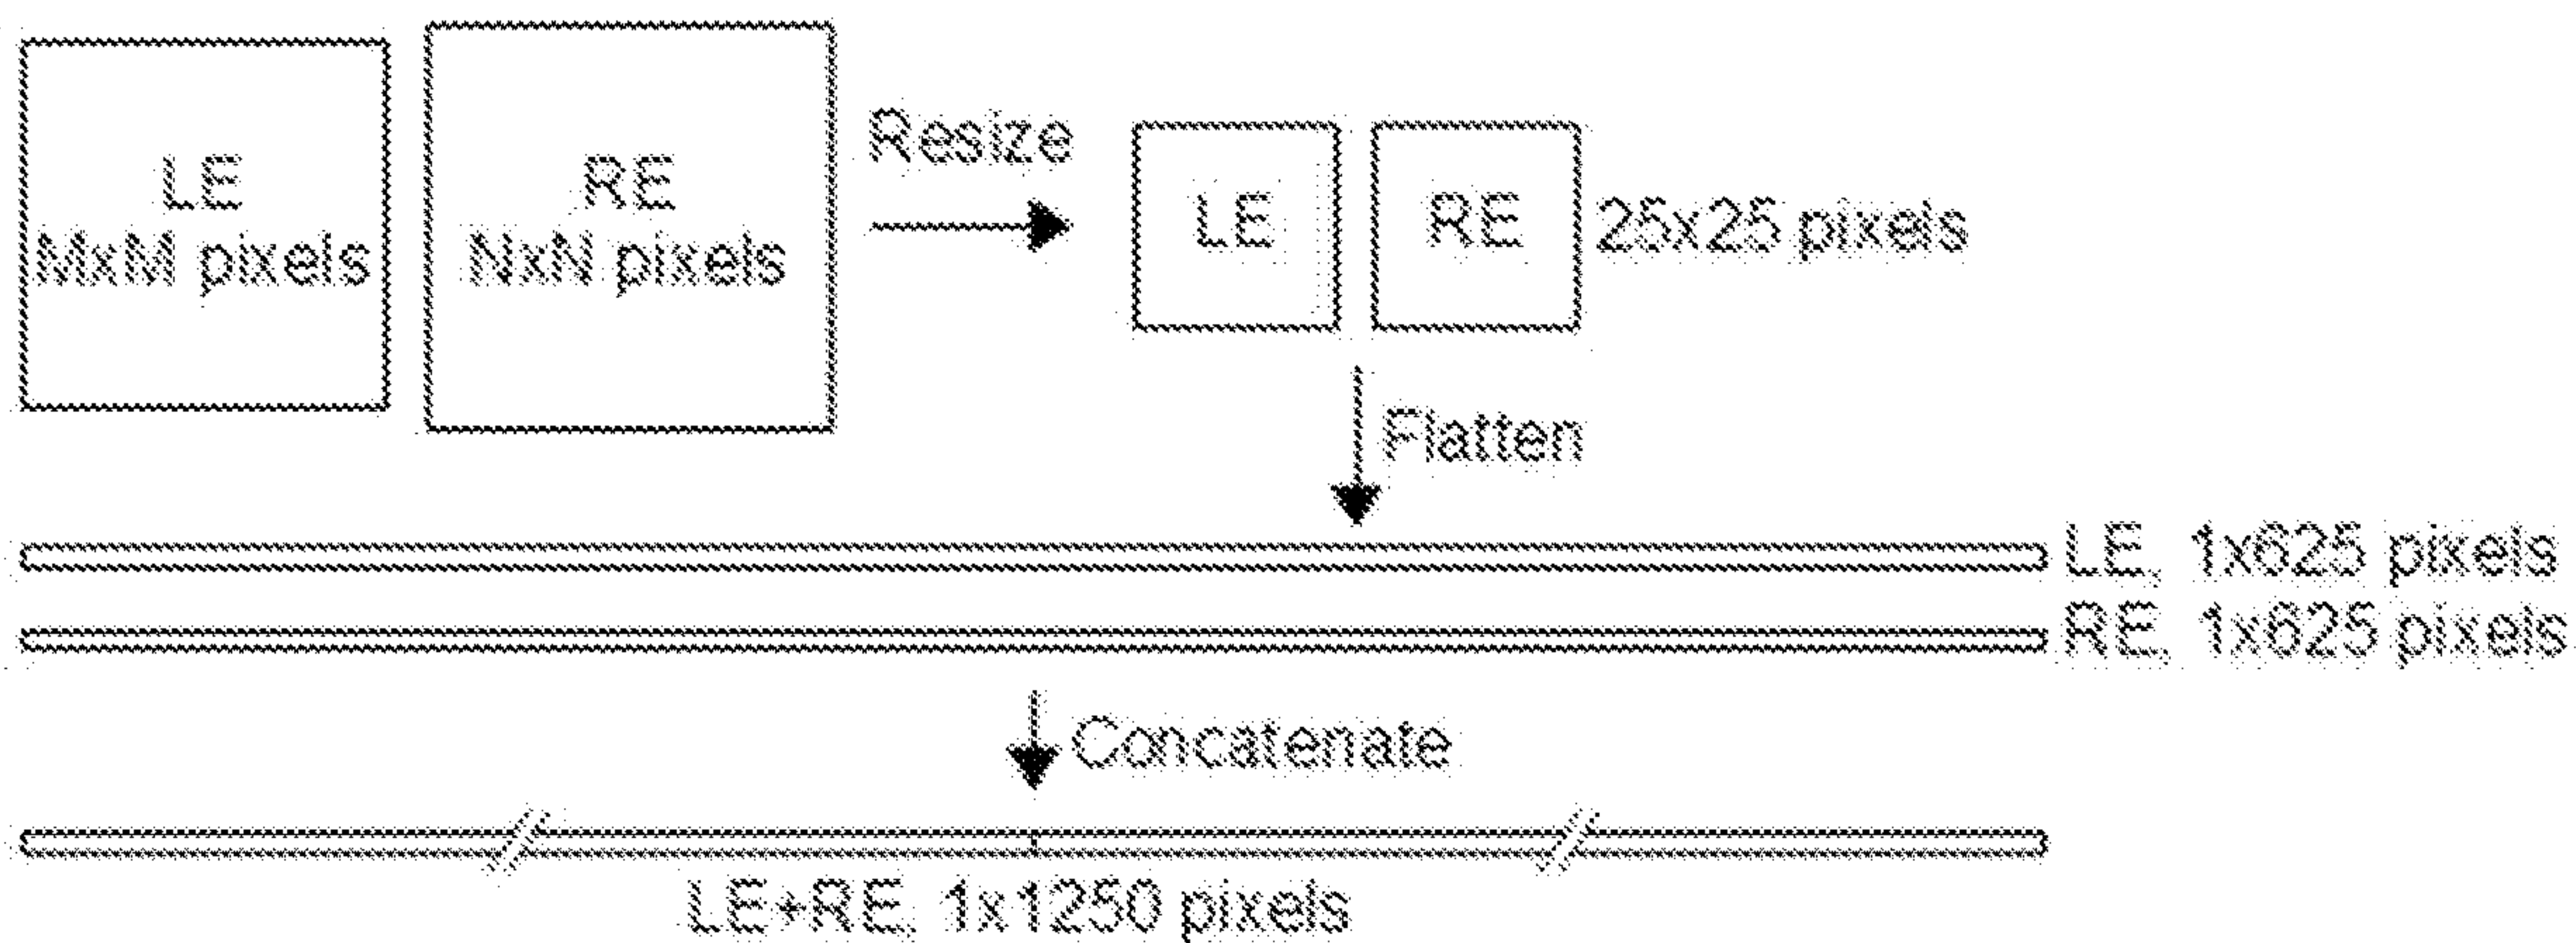 LE
MxM pixels
RE
NxN pixels
Resize
LE
RE
25x25 pixels
Flatten
LE, 1x625 pixels
RE, 1x625 pixels
Concatenate
LE+RE, 1x1250 pixels